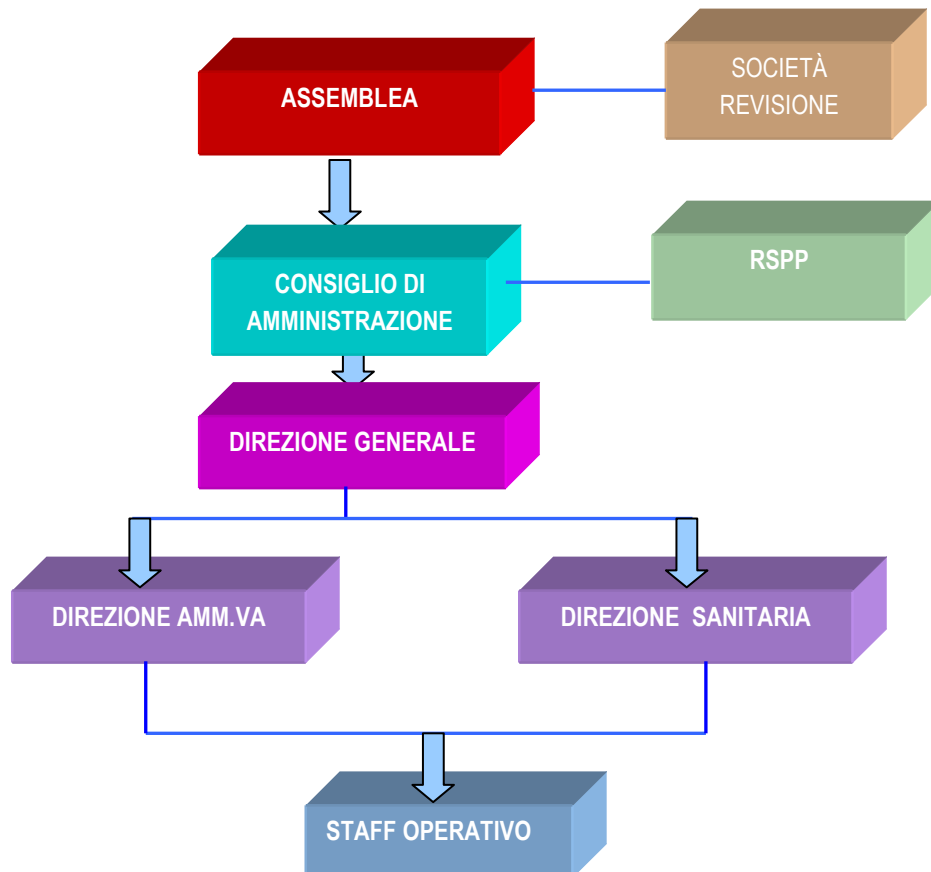 ASSEMBLEA
SOCIETÀ
REVISIONE
CONSIGLIO DI
AMMINISTRAZIONE
RSPP
DIREZIONE GENERALE
DIREZIONE AMM.VA
DIREZIONE SANITARIA
STAFF OPERATIVO